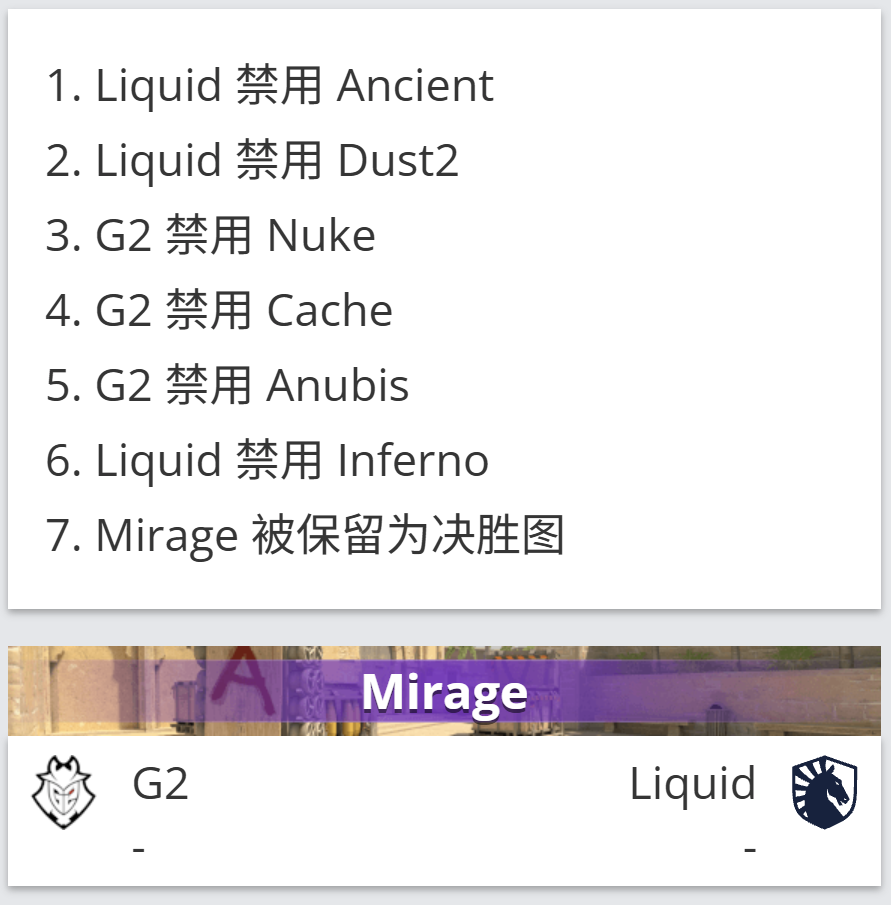 1. Liquid 禁用 Ancient
2. Liquid 禁用 Dust2
3. G2 禁用 Nuke
4. G2 禁用 Cache
5. G2 禁用 Anubis
6. Liquid 禁用 Inferno
7. Mirage 被保留为决胜图
A
Mirage
G2 Liquid
- -